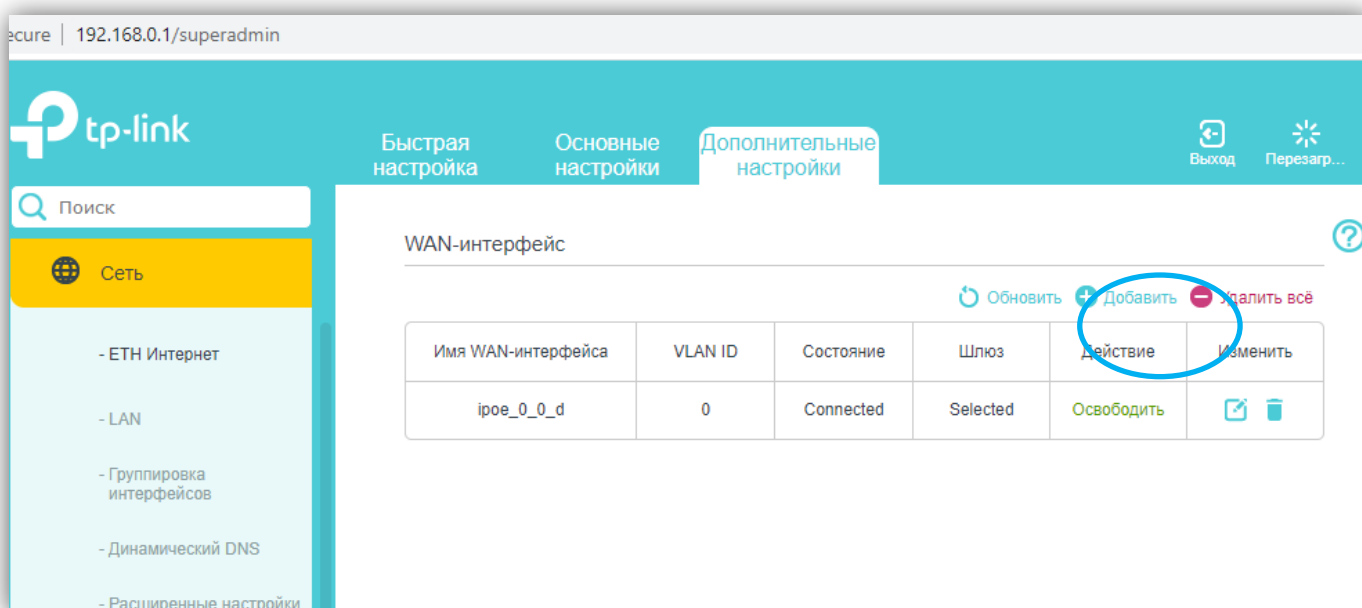 ecure | 192.168.0.1/superadmin
tp-link
Быстрая
настройка
Основные
настройки
Дополнительные
настройки
Выход
Перезагр...
Поиск
Сеть
- ETH Интернет
- LAN
- Группировка
интерфейсов
- Динамический DNS
- Расширенные настройки
WAN-интерфейс
?
Обновить Добавить Удалить всё
Имя WAN-интерфейса VLAN ID Состояние Шлюз Действие Изменить
ipoe_0_0_d 0 Connected Selected Освободить